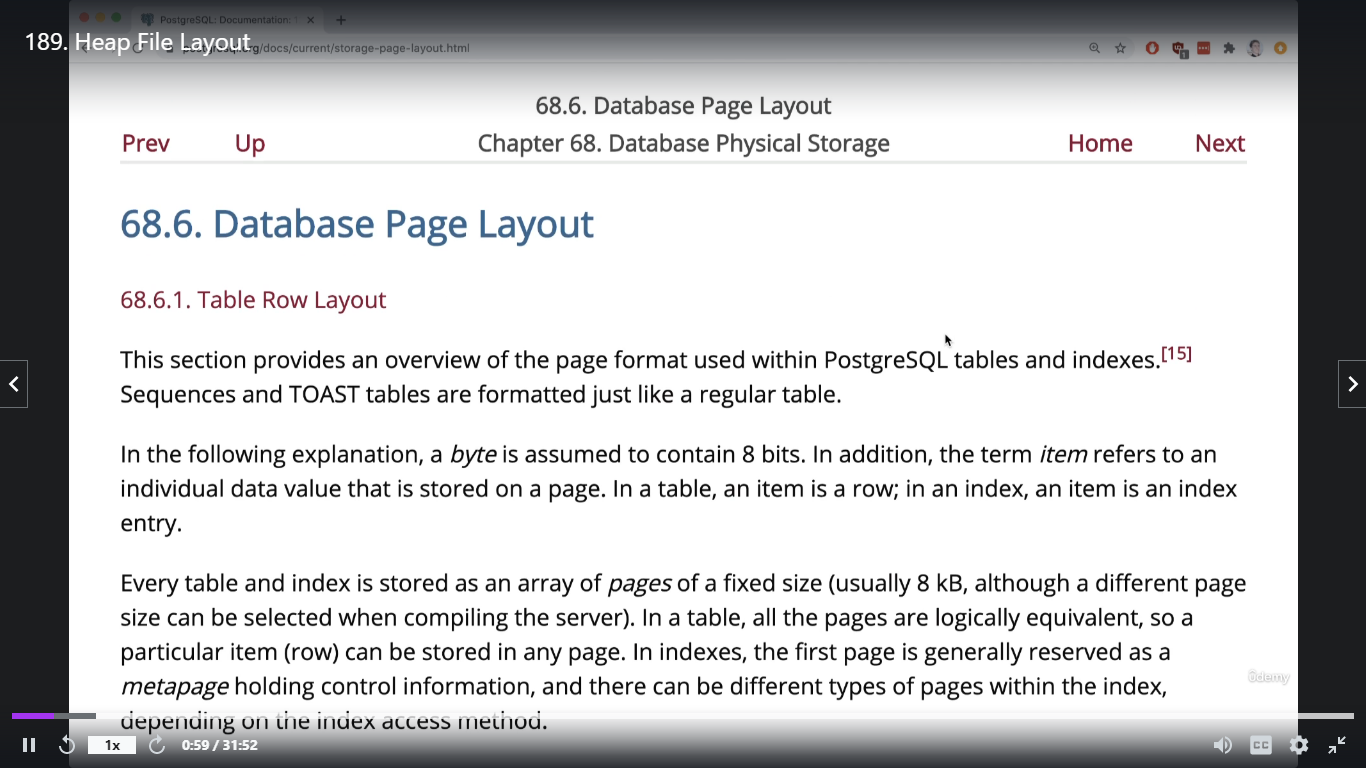 PostgreSQL: Documentation:
189. Heap File Layout
/docs/current/storage-page-layout.html
68.6. Database Page Layout
Prev Up Chapter 68. Database Physical Storage Home Next
68.6. Database Page Layout
68.6.1. Table Row Layout
This section provides an overview of the page format used within PostgreSQL tables and indexes.[15]
Sequences and TOAST tables are formatted just like a regular table.
In the following explanation, a byte is assumed to contain 8 bits. In addition, the term item refers to an
individual data value that is stored on a page. In a table, an item is a row; in an index, an item is an index
entry.
Every table and index is stored as an array of pages of a fixed size (usually 8 kB, although a different page
size can be selected when compiling the server). In a table, all the pages are logically equivalent, so a
particular item (row) can be stored in any page. In indexes, the first page is generally reserved as a
metapage holding control information, and there can be different types of pages within the index,
ûdemy
depending on the index access method.
1x 0:59 / 31:52 CC